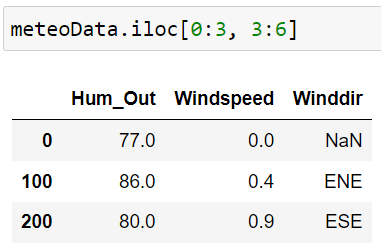 meteoData.iloc[0:3, 3:6]
Hum_Out Windspeed Winddir
0 77.0 0.0 NaN
100 86.0 0.4 ENE
200 80.0 0.9 ESE